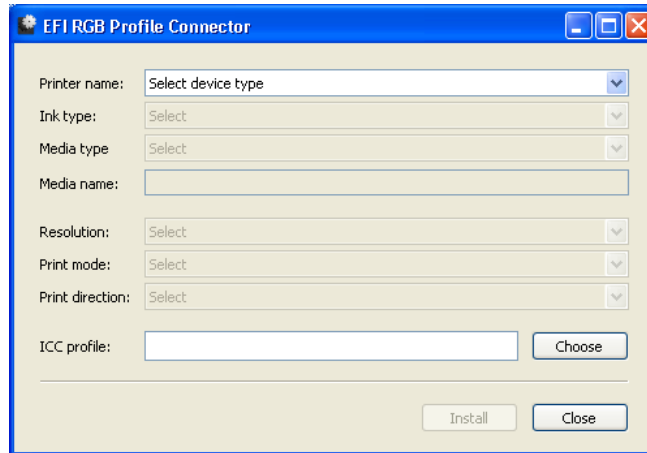 EFI RGB Profile Connector
Printer name: Select device type
Ink type: Select
Media type Select
Media name:
Resolution: Select
Print mode: Select
Print direction: Select
ICC profile: Choose
Install Close